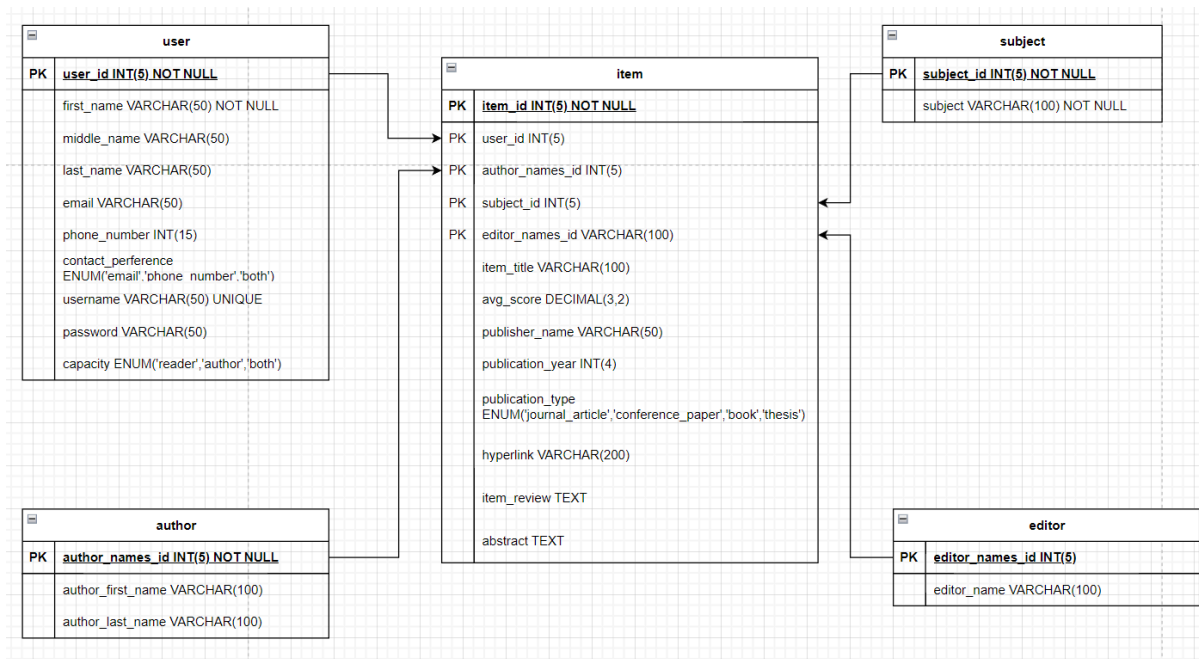 user
PK user_id INT(5) NOT NULL
first_name VARCHAR(50) NOT NULL
middle_name VARCHAR(50)
last_name VARCHAR(50)
email VARCHAR(50)
phone_number INT(15)
contact_perference
ENUM('email','phone_number','both')
username VARCHAR(50) UNIQUE
password VARCHAR(50)
capacity ENUM('reader','author','both')
item
PK item_id INT(5) NOT NULL
PK user_id INT(5)
PK author_names_id INT(5)
PK subject_id INT(5)
PK editor_names_id VARCHAR(100)
item_title VARCHAR(100)
avg_score DECIMAL(3,2)
publisher_name VARCHAR(50)
publication_year INT(4)
publication_type
ENUM('journal_article','conference_paper','book','thesis')
hyperlink VARCHAR(200)
item_review TEXT
abstract TEXT
subject
PK subject_id INT(5) NOT NULL
subject VARCHAR(100) NOT NULL
author
PK author_names_id INT(5) NOT NULL
author_first_name VARCHAR(100)
author_last_name VARCHAR(100)
editor
PK editor_names_id INT(5)
editor_name VARCHAR(100)